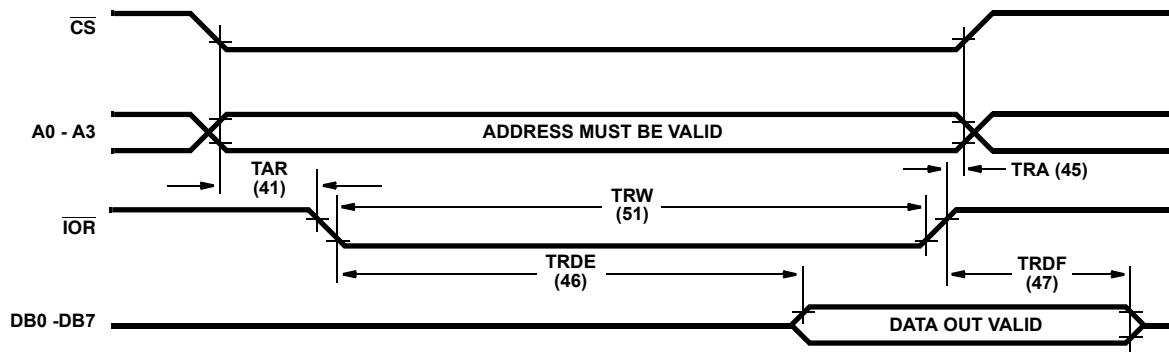 CS
A0 - A3
ADDRESS MUST BE VALID
TAR
(41)
TRA (45)
TRW
(51)
IOR
TRDE
(46)
TRDF
(47)
DB0 -DB7
DATA OUT VALID